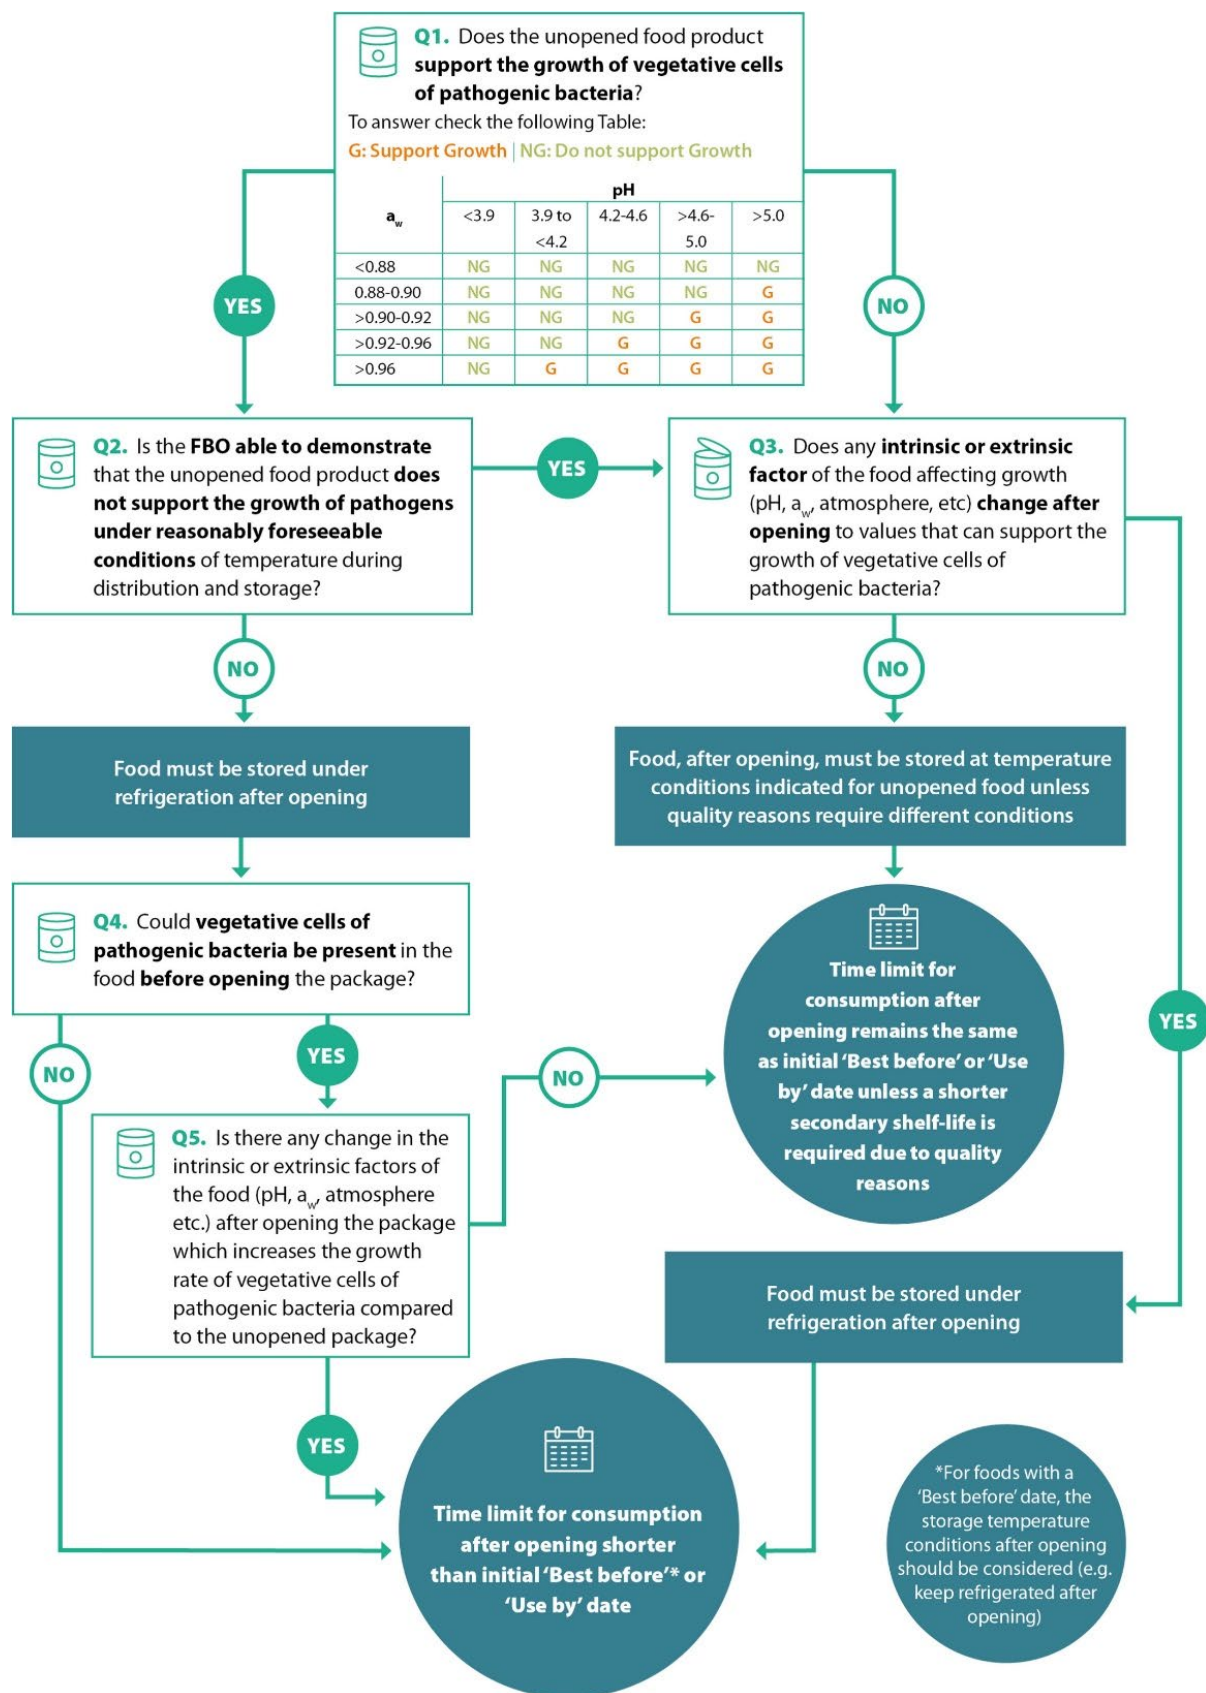 Q1. Does the unopened food product
support the growth of vegetative cells
of pathogenic bacteria?
To answer check the following Table:
G: Support Growth | NG: Do not support Growth
pH
aw <3.9 3.9 to 4.2-4.6 >4.6- >5.0
<4.2 5.0
<0.88 NG NG NG NG NG
0.88-0.90 NG NG NG NG G
>0.90-0.92 NG NG NG G G
>0.92-0.96 NG NG G G G
>0.96 NG G G G G
YES
NO
Q2. Is the FBO able to demonstrate
that the unopened food product does
not support the growth of pathogens
under reasonably foreseeable
conditions of temperature during
distribution and storage?
YES
Q3. Does any intrinsic or extrinsic
factor of the food affecting growth
(pH, aw, atmosphere, etc) change after
opening to values that can support the
growth of vegetative cells of
pathogenic bacteria?
NO
NO
Food must be stored under
refrigeration after opening
Food, after opening, must be stored at temperature
conditions indicated for unopened food unless
quality reasons require different conditions
Q4. Could vegetative cells of
pathogenic bacteria be present in the
food before opening the package?
Time limit for
consumption after
opening remains the same
as initial ‘Best before’ or ‘Use
by’ date unless a shorter
secondary shelf-life is
required due to quality
reasons
YES
NO
YES
NO
Q5. Is there any change in the
intrinsic or extrinsic factors of
the food (pH, aw, atmosphere
etc.) after opening the package
which increases the growth
rate of vegetative cells of
pathogenic bacteria compared
to the unopened package?
Food must be stored under
refrigeration after opening
YES
Time limit for consumption
after opening shorter
than initial ‘Best before’* or
‘Use by’ date
*For foods with a
‘Best before’ date, the
storage temperature
conditions after opening
should be considered (e.g.
keep refrigerated after
opening)